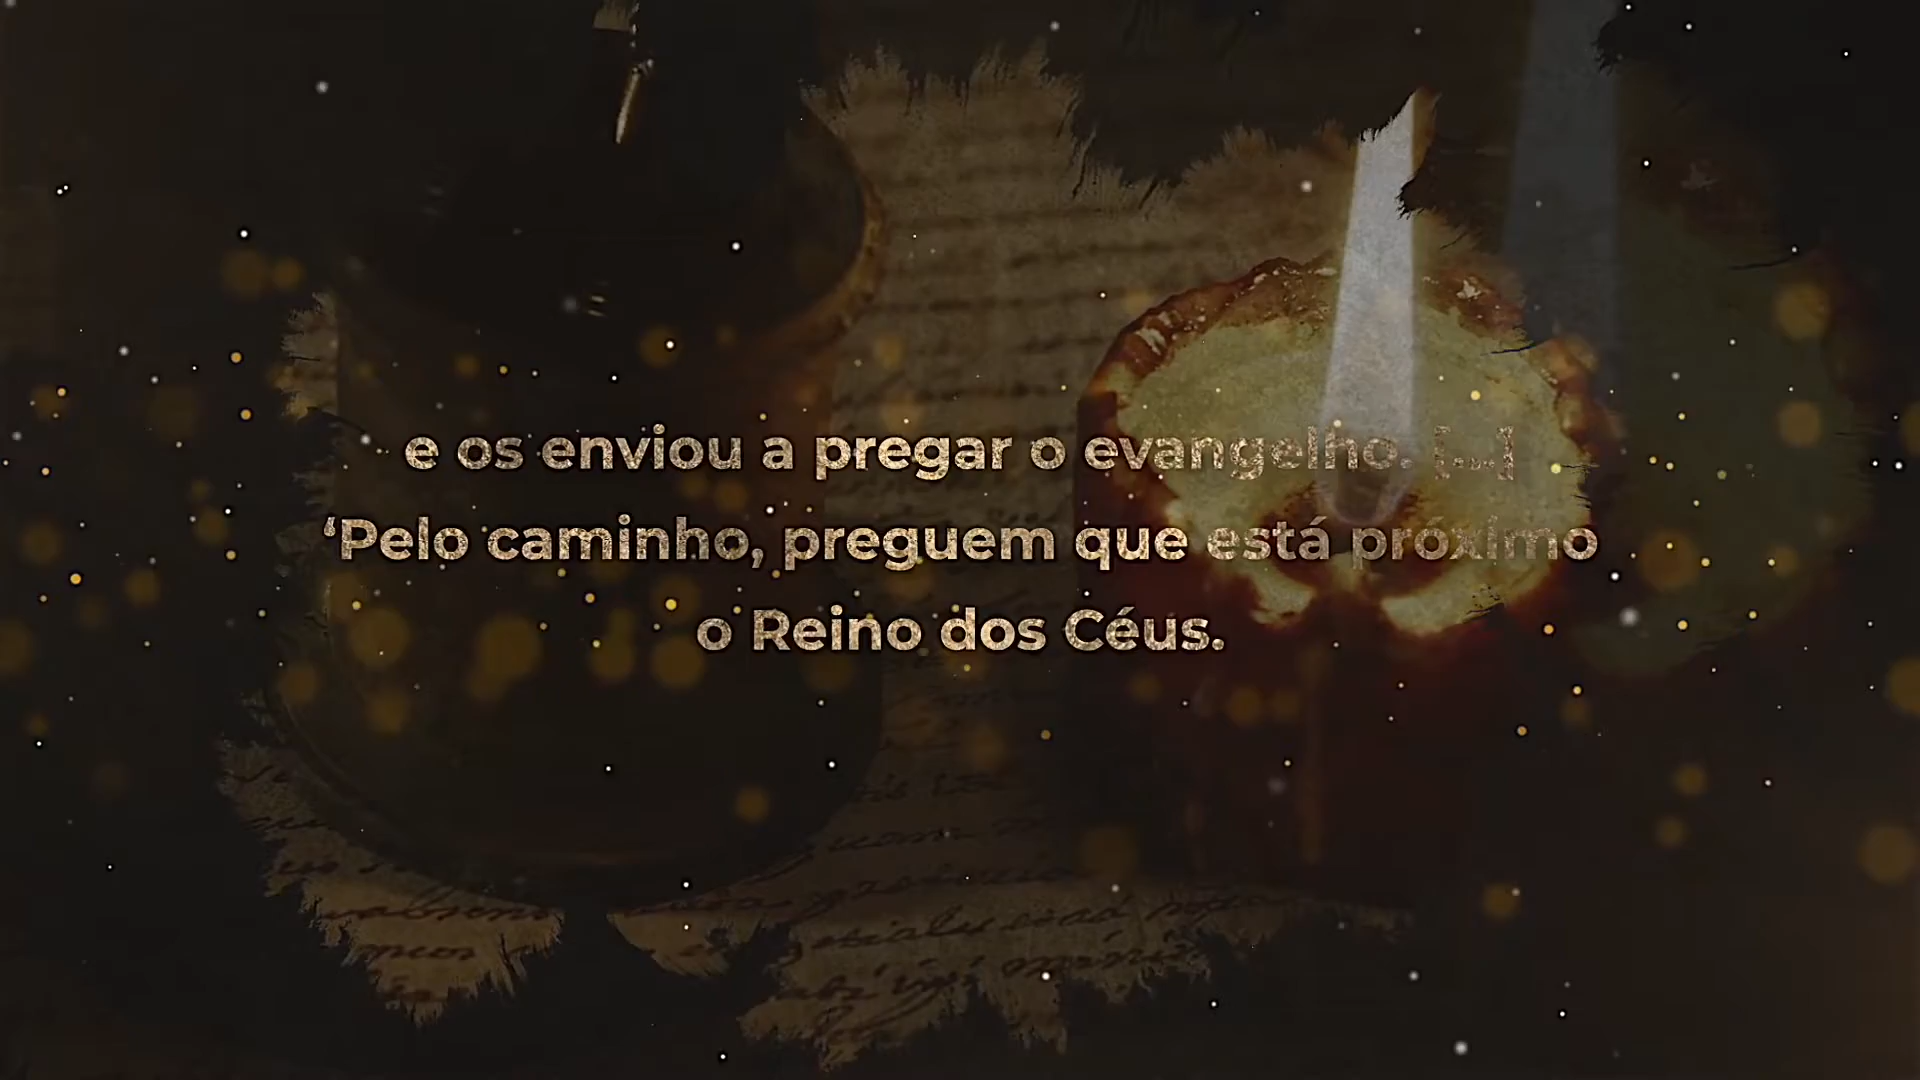 e os enviou a pregar o evangelho. [...]
‘Pelo caminho, preguem que está próximo
o Reino dos Céus.